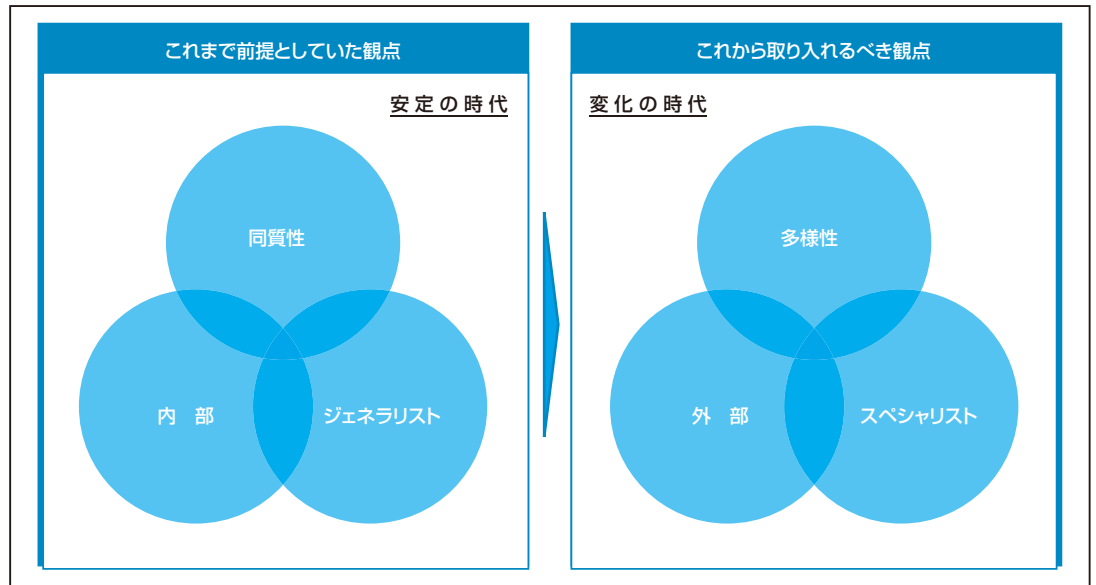 これまで前提としていた観点
安定の時代
同質性
内　部
ジェネラリスト
これから取り入れるべき観点
変化の時代
多様性
外　部
スペシャリスト